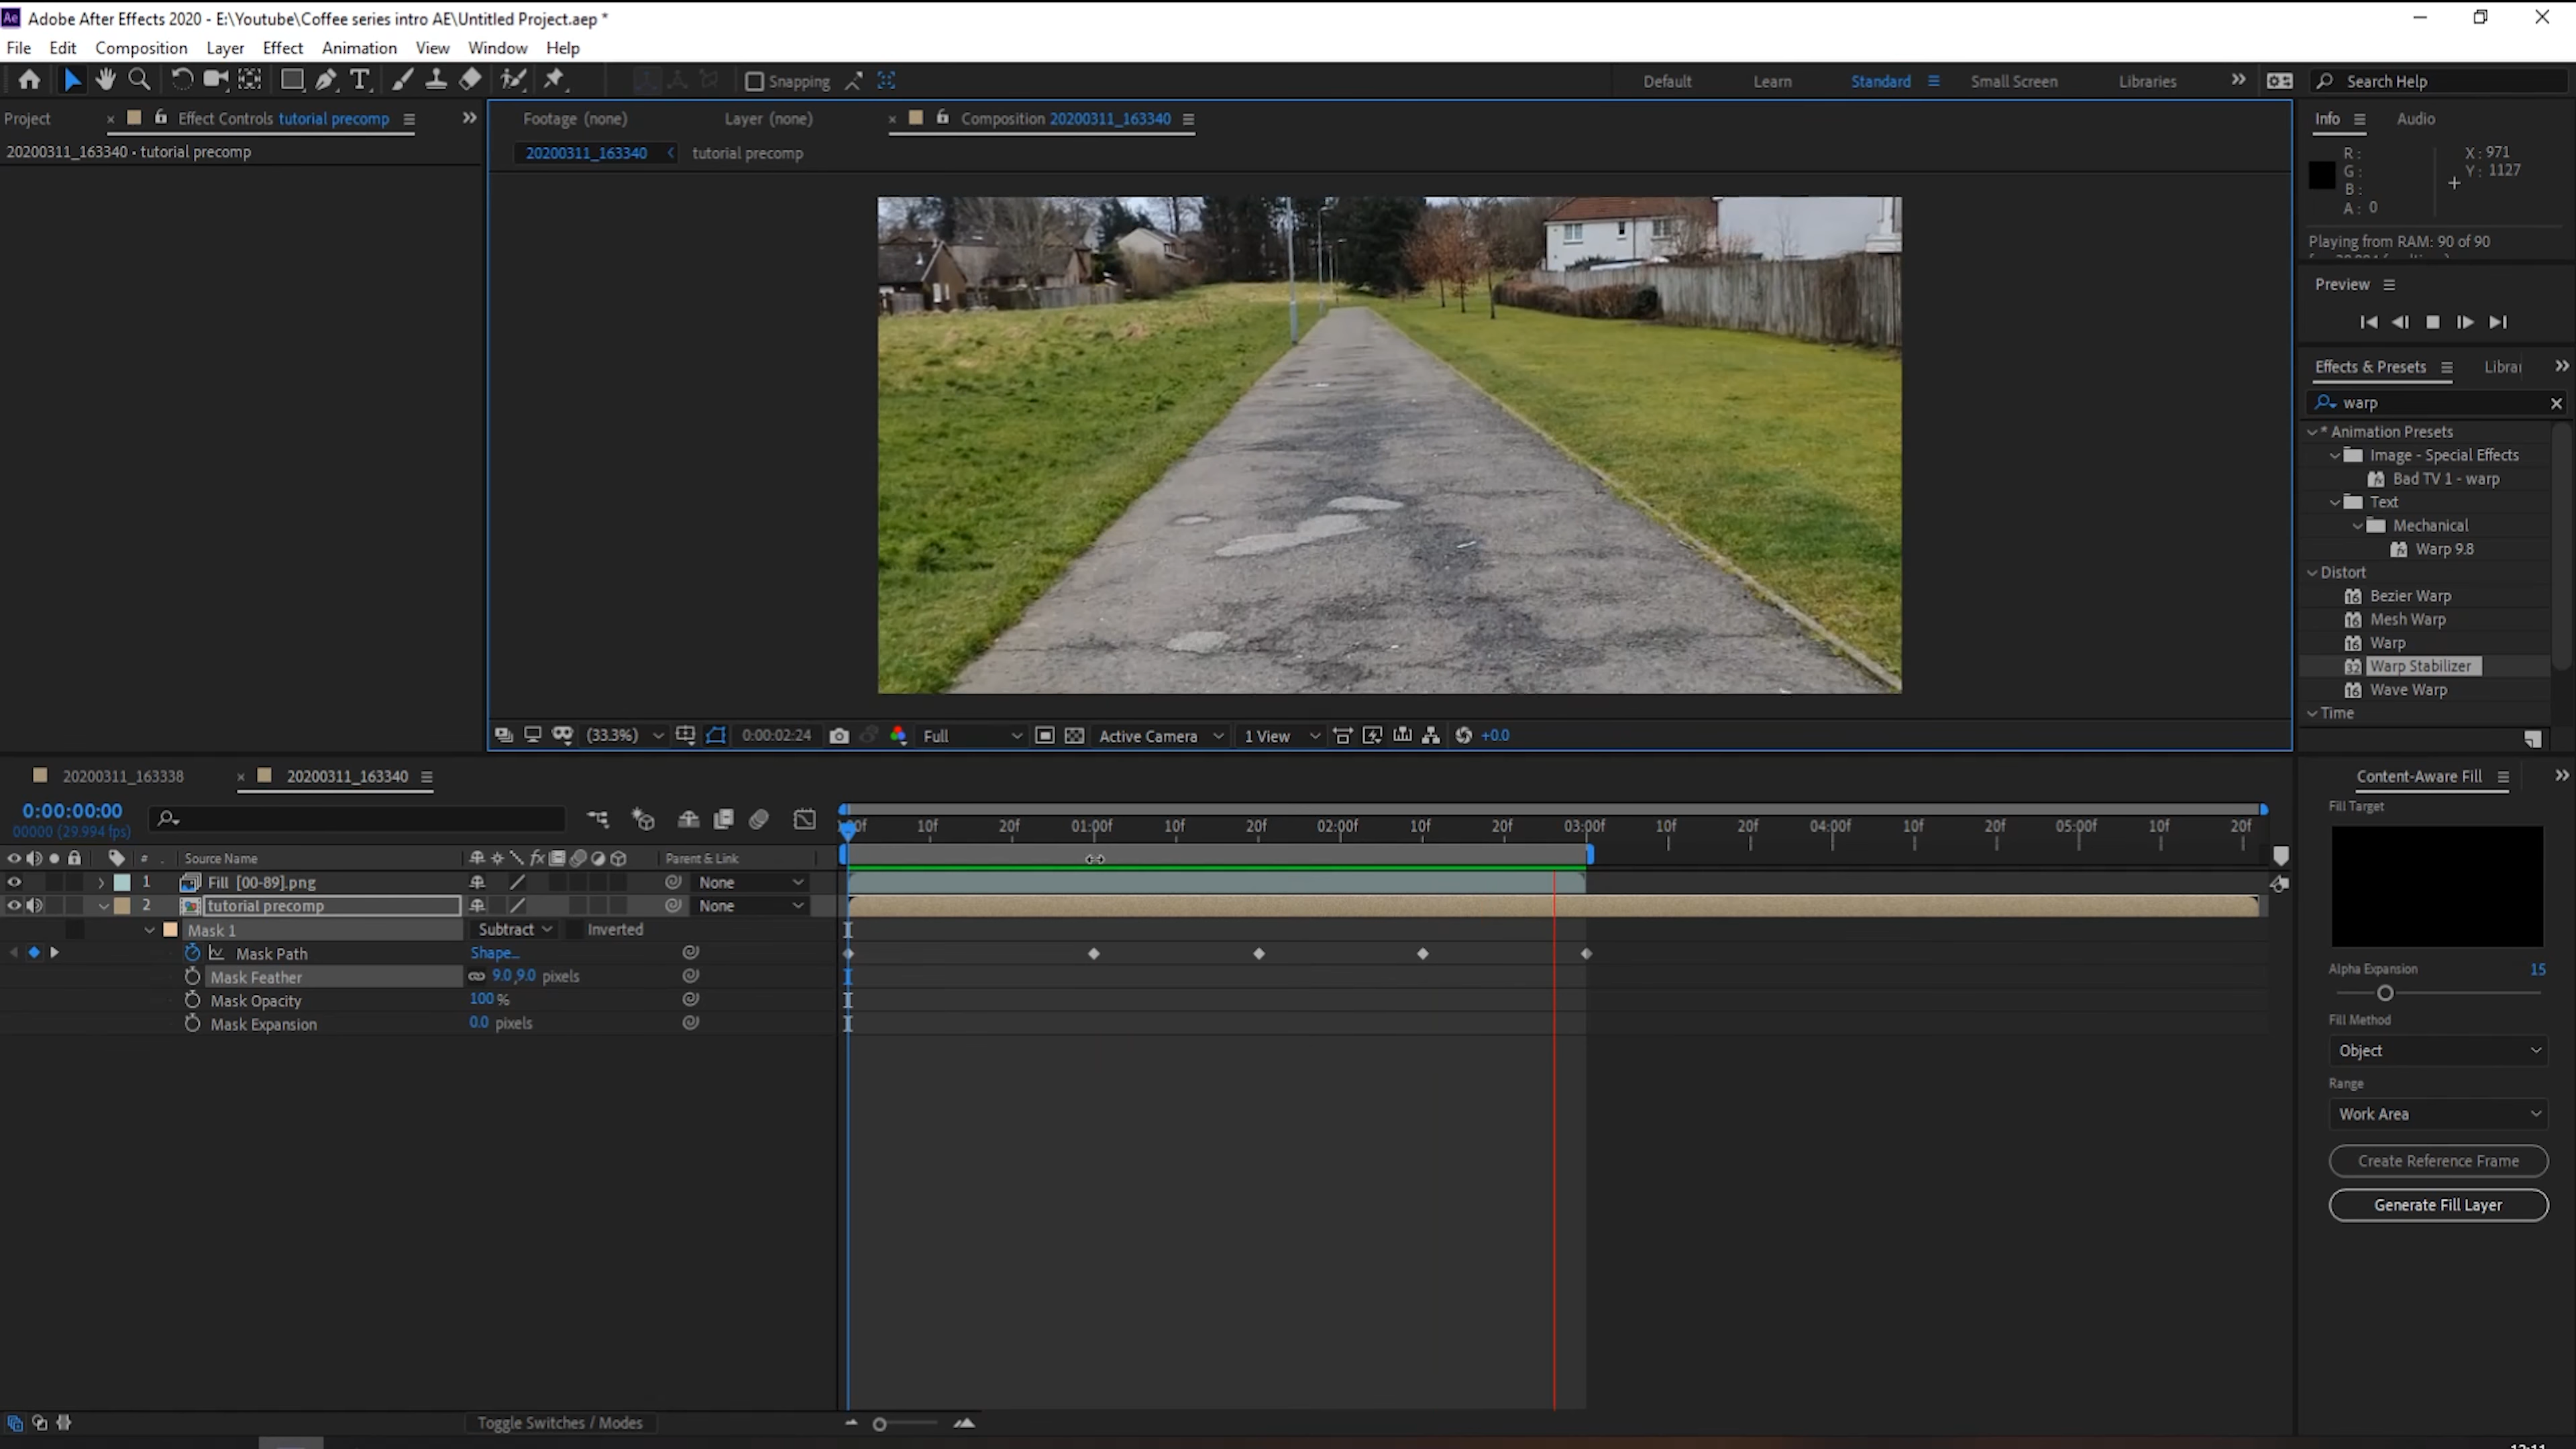 Ae Adobe After Effects 2020 - E:\Youtube\Coffee series intro AE\Untitled Project.aep *
File Edit Composition Layer Effect Animation View Window Help
Snapping Default Learn Standard Small Screen Libraries Search Help
Project Effect Controls tutorial precomp
20200311_163340 · tutorial precomp
Footage (none) Layer (none) Composition 20200311_163340
20200311_163340 tutorial precomp
Info Audio
R :
G :
B :
A : 0
X : 971
Y : 1127
Playing from RAM: 90 of 90
Preview
Effects & Presets
warp
* Animation Presets
Image - Special Effects
Bad TV 1 - warp
Text
Mechanical
Warp 9.8
Distort
Bezier Warp
Mesh Warp
Warp
Warp Stabilizer
Wave Warp
Time
(33.3%) 0:00:02:24 Full Active Camera 1 View +0.0
20200311_163338 20200311_163340
0:00:00:00
00000 (29.994 fps)
10f 20f 01:00f 10f 20f 02:00f 10f 20f 03:00f 10f 20f 04:00f 10f 20f 05:00f 10f 20f
# Source Name Parent & Link
1 Fill [00-89].png None
2 tutorial precomp None
Mask 1 Subtract Inverted
Mask Path Shape...
Mask Feather 9.0,9.0 pixels
Mask Opacity 100 %
Mask Expansion 0.0 pixels
Toggle Switches / Modes
Content-Aware Fill
Fill Target
Alpha Expansion 15
Fill Method
Object
Range
Work Area
Create Reference Frame
Generate Fill Layer